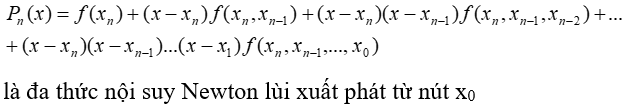 Pₙ(x) = f(xₙ) + (x − xₙ)f(xₙ, xₙ₋₁) + (x − xₙ)(x − xₙ₋₁)f(xₙ, xₙ₋₁, xₙ₋₂) + ...
+ (x − xₙ)(x − xₙ₋₁)...(x − x₁)f(xₙ, xₙ₋₁, ..., x₀)
là đa thức nội suy Newton lùi xuất phát từ nút x₀